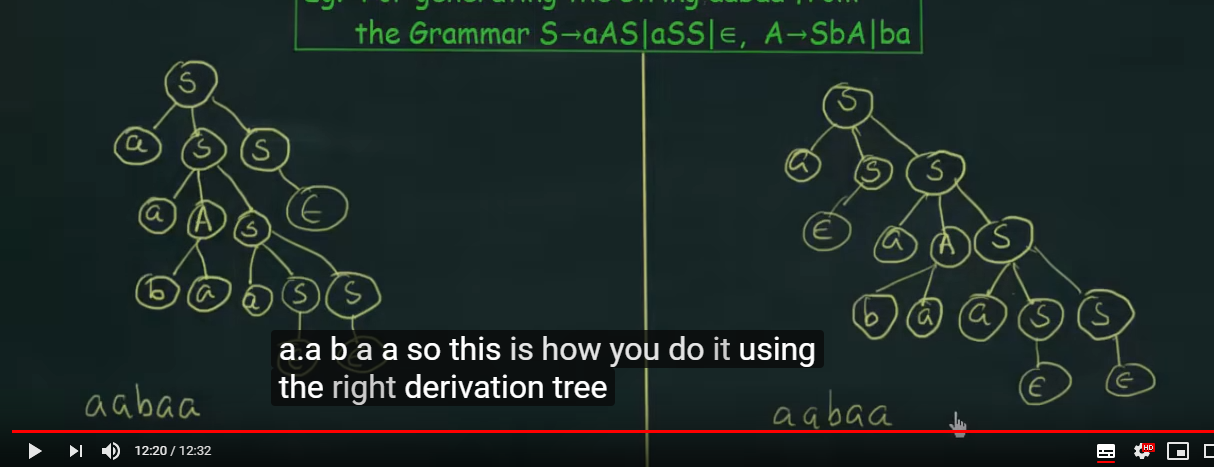 the Grammar S→aAS|aSS|∈, A→SbA|ba
S
a S S
a A S ∈
b a a S S
aabaa
S
a S S
∈ a A S
b a a S S
∈ ∈
aabaa
a.a b a a so this is how you do it using
the right derivation tree
12:20 / 12:32
HD